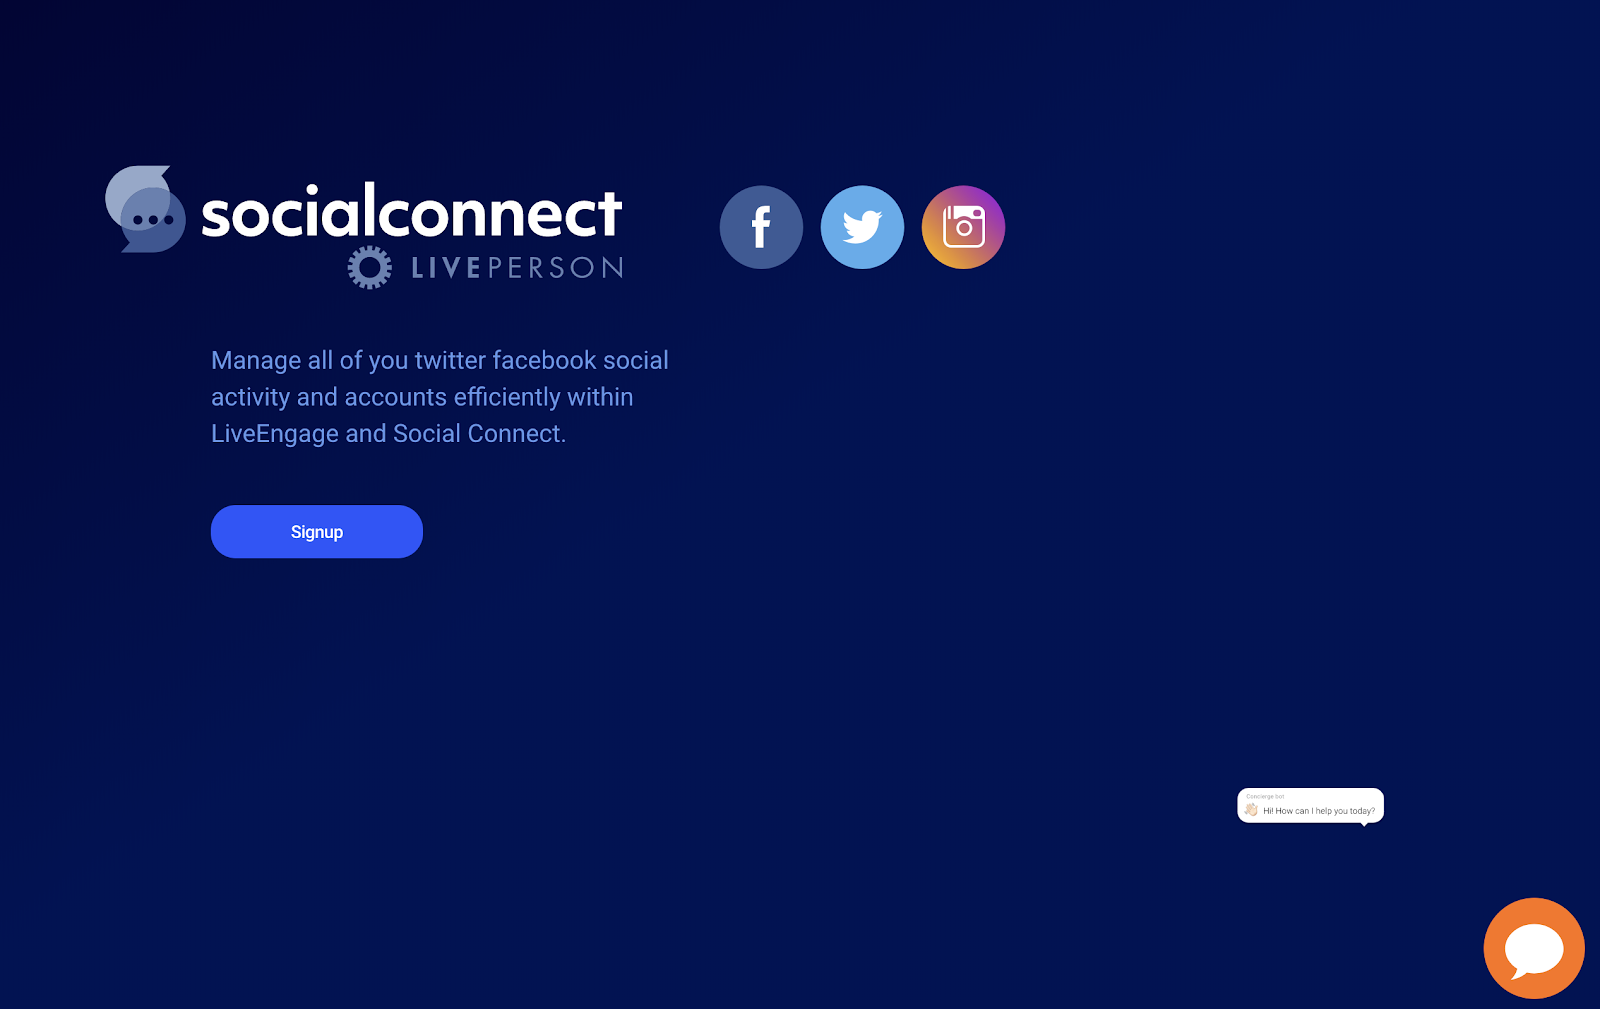 socialconnect
LIVEPERSON
Manage all of you twitter facebook social
activity and accounts efficiently within
LiveEngage and Social Connect.
Signup
Concierge bot
Hi! How can I help you today?